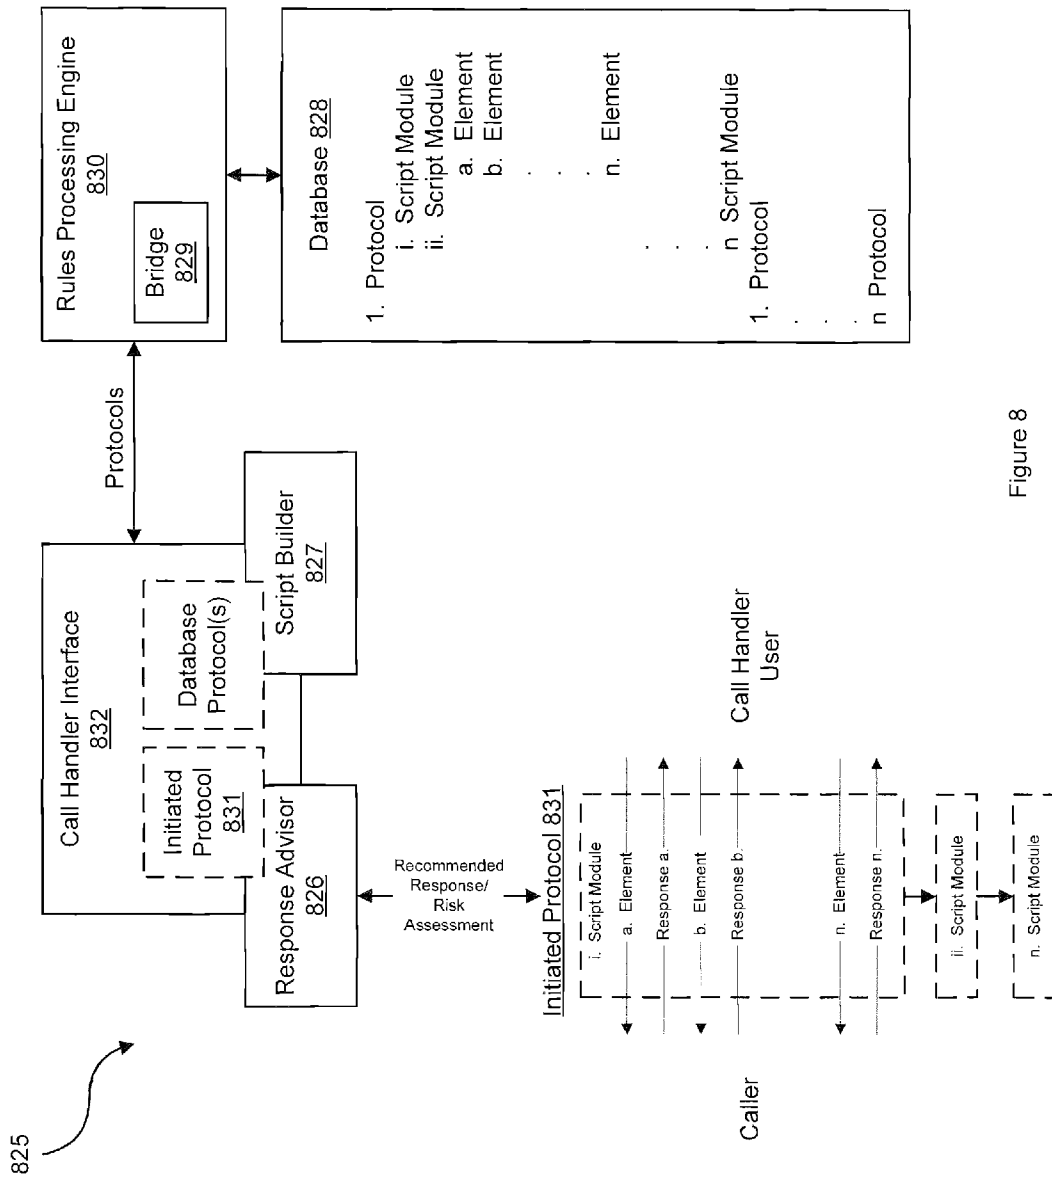 825
Call Handler Interface
832
Initiated
Protocol
831
Database
Protocol(s)
Response Advisor
826
Script Builder
827
Protocols
Rules Processing Engine
830
Bridge
829
Database 828
1. Protocol
i. Script Module
ii. Script Module
a. Element
b. Element
.
.
.
n. Element
.
.
.
n Script Module
1. Protocol
.
.
.
n Protocol
Recommended
Response/
Risk
Assessment
Initiated Protocol 831
i. Script Module
a. Element
Response a.
b. Element
Response b.
n. Element
Response n.
ii. Script Module
n. Script Module
Caller
Call Handler
User
Figure 8